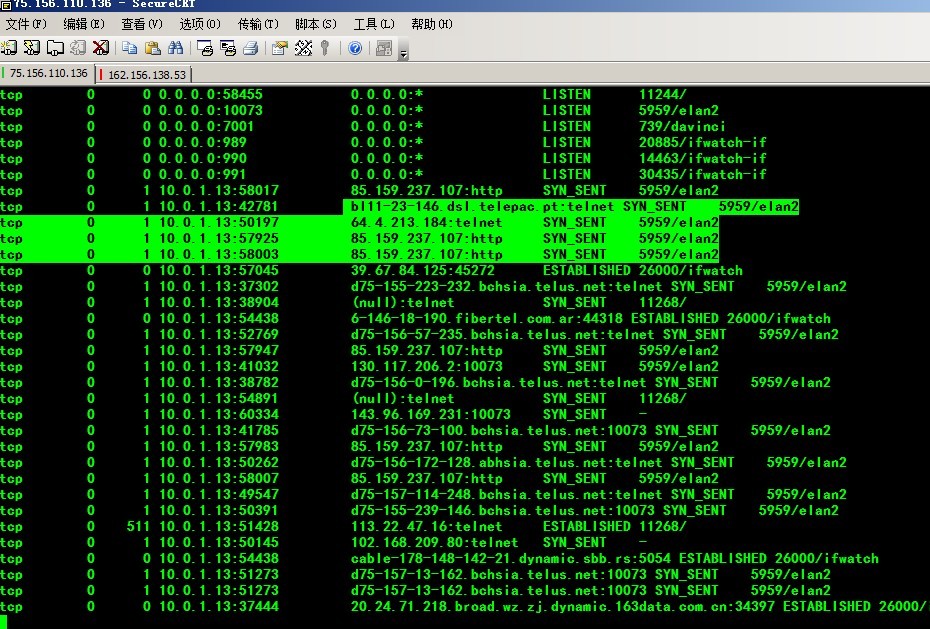 75.156.110.136 - SecureCRT
文件(F) 编辑(E) 查看(V) 选项(O) 传输(T) 脚本(S) 工具(L) 帮助(H)
75.156.110.136 162.156.138.53
tcp 0 0 0.0.0.0:58455 0.0.0.0:* LISTEN 11244/
tcp 0 0 0.0.0.0:10073 0.0.0.0:* LISTEN 5959/elan2
tcp 0 0 0.0.0.0:7001 0.0.0.0:* LISTEN 739/davinci
tcp 0 0 0.0.0.0:989 0.0.0.0:* LISTEN 20885/ifwatch-if
tcp 0 0 0.0.0.0:990 0.0.0.0:* LISTEN 14463/ifwatch-if
tcp 0 0 0.0.0.0:991 0.0.0.0:* LISTEN 30435/ifwatch-if
tcp 0 1 10.0.1.13:58017 85.159.237.107:http SYN_SENT 5959/elan2
tcp 0 1 10.0.1.13:42781 bl11-23-146.dsl.telepac.pt:telnet SYN_SENT 5959/elan2
tcp 0 1 10.0.1.13:50197 64.4.213.184:telnet SYN_SENT 5959/elan2
tcp 0 1 10.0.1.13:57925 85.159.237.107:http SYN_SENT 5959/elan2
tcp 0 1 10.0.1.13:58003 85.159.237.107:http SYN_SENT 5959/elan2
tcp 0 0 10.0.1.13:57045 39.67.84.125:45272 ESTABLISHED 26000/ifwatch
tcp 0 1 10.0.1.13:37302 d75-155-223-232.bchsia.telus.net:telnet SYN_SENT 5959/elan2
tcp 0 1 10.0.1.13:38904 (null):telnet SYN_SENT 11268/
tcp 0 0 10.0.1.13:54438 6-146-18-190.fibertel.com.ar:44318 ESTABLISHED 26000/ifwatch
tcp 0 1 10.0.1.13:52769 d75-156-57-235.bchsia.telus.net:telnet SYN_SENT 5959/elan2
tcp 0 1 10.0.1.13:57947 85.159.237.107:http SYN_SENT 5959/elan2
tcp 0 1 10.0.1.13:41032 130.117.206.2:10073 SYN_SENT 5959/elan2
tcp 0 1 10.0.1.13:38782 d75-156-0-196.bchsia.telus.net:telnet SYN_SENT 5959/elan2
tcp 0 1 10.0.1.13:54891 (null):telnet SYN_SENT 11268/
tcp 0 1 10.0.1.13:60334 143.96.169.231:10073 SYN_SENT -
tcp 0 1 10.0.1.13:41785 d75-156-73-100.bchsia.telus.net:10073 SYN_SENT 5959/elan2
tcp 0 1 10.0.1.13:57983 85.159.237.107:http SYN_SENT 5959/elan2
tcp 0 1 10.0.1.13:50262 d75-156-172-128.abhsia.telus.net:telnet SYN_SENT 5959/elan2
tcp 0 1 10.0.1.13:58007 85.159.237.107:http SYN_SENT 5959/elan2
tcp 0 1 10.0.1.13:49547 d75-157-114-248.bchsia.telus.net:telnet SYN_SENT 5959/elan2
tcp 0 1 10.0.1.13:50391 d75-155-239-146.bchsia.telus.net:10073 SYN_SENT 5959/elan2
tcp 0 511 10.0.1.13:51428 113.22.47.16:telnet ESTABLISHED 11268/
tcp 0 1 10.0.1.13:50145 102.168.209.80:telnet SYN_SENT -
tcp 0 0 10.0.1.13:54438 cable-178-148-142-21.dynamic.sbb.rs:5054 ESTABLISHED 26000/ifwatch
tcp 0 1 10.0.1.13:51273 d75-157-13-162.bchsia.telus.net:10073 SYN_SENT 5959/elan2
tcp 0 1 10.0.1.13:51273 d75-157-13-162.bchsia.telus.net:10073 SYN_SENT 5959/elan2
tcp 0 0 10.0.1.13:37444 20.24.71.218.broad.wz.zj.dynamic.163data.com.cn:34397 ESTABLISHED 26000/